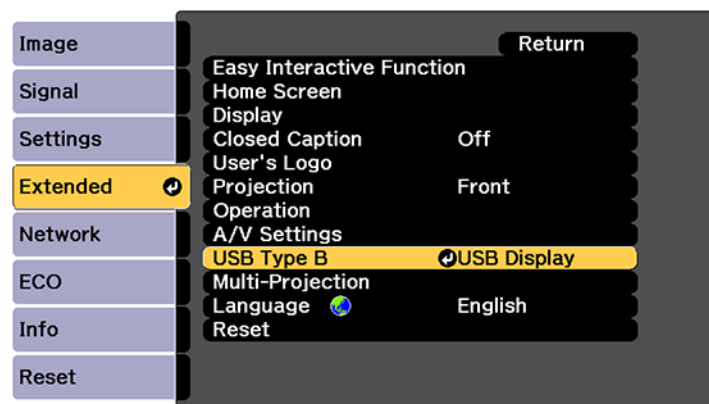 Image
Signal
Settings
Extended
Network
ECO
Info
Reset
Return
Easy Interactive Function
Home Screen
Display
Closed Caption Off
User's Logo
Projection Front
Operation
A/V Settings
USB Type B USB Display
Multi-Projection
Language English
Reset